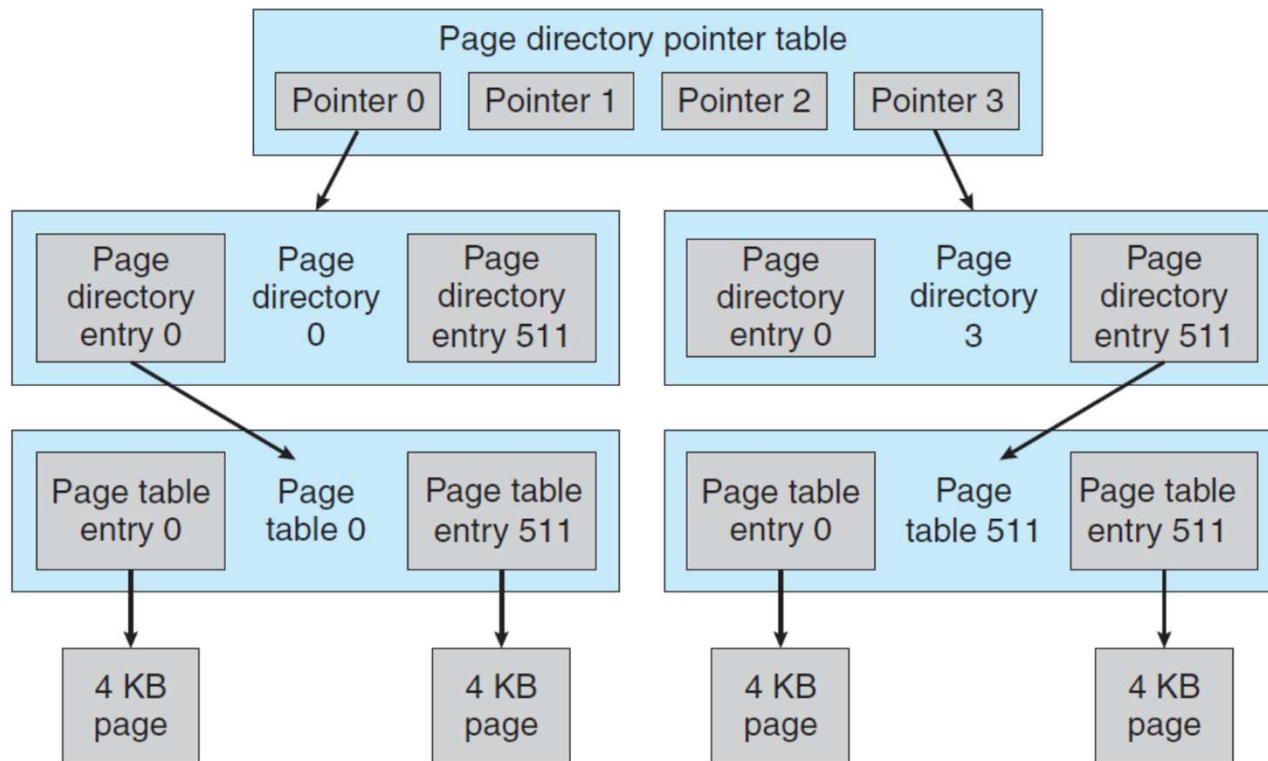 Page directory pointer table
Pointer 0
Pointer 1
Pointer 2
Pointer 3
Page
directory
entry 0
Page
directory
0
Page
directory
entry 511
Page
directory
entry 0
Page
directory
3
Page
directory
entry 511
Page table
entry 0
Page
table 0
Page table
entry 511
Page table
entry 0
Page
table 511
Page table
entry 511
4 KB
page
4 KB
page
4 KB
page
4 KB
page